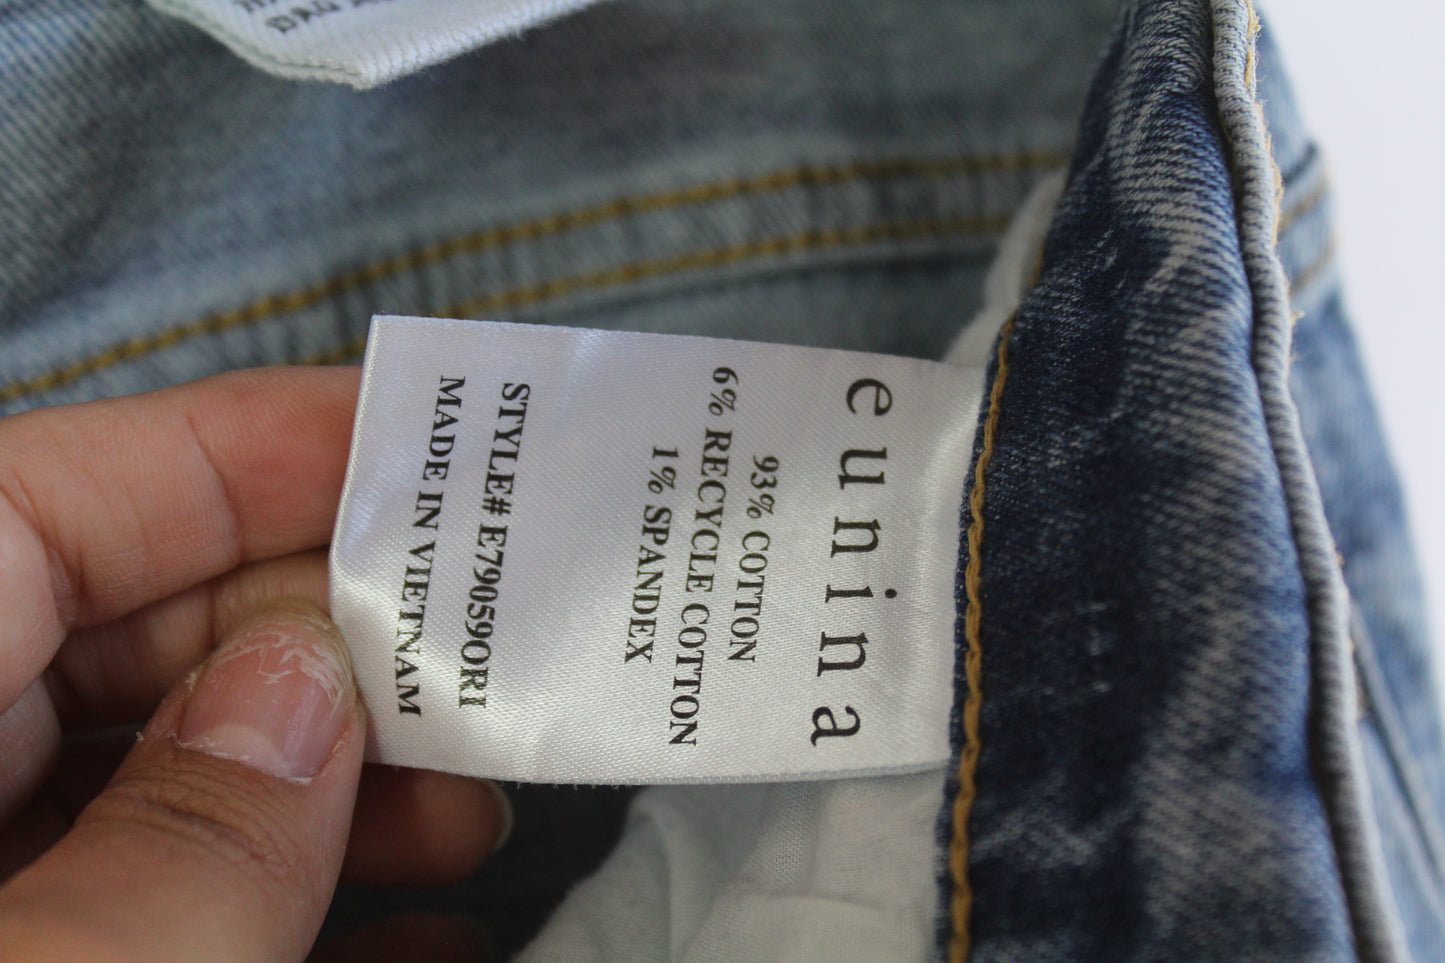 eunina
93% COTTON
6% RECYCLE COTTON
1% SPANDEX
STYLE# E79059ORI
MADE IN VIETNAM